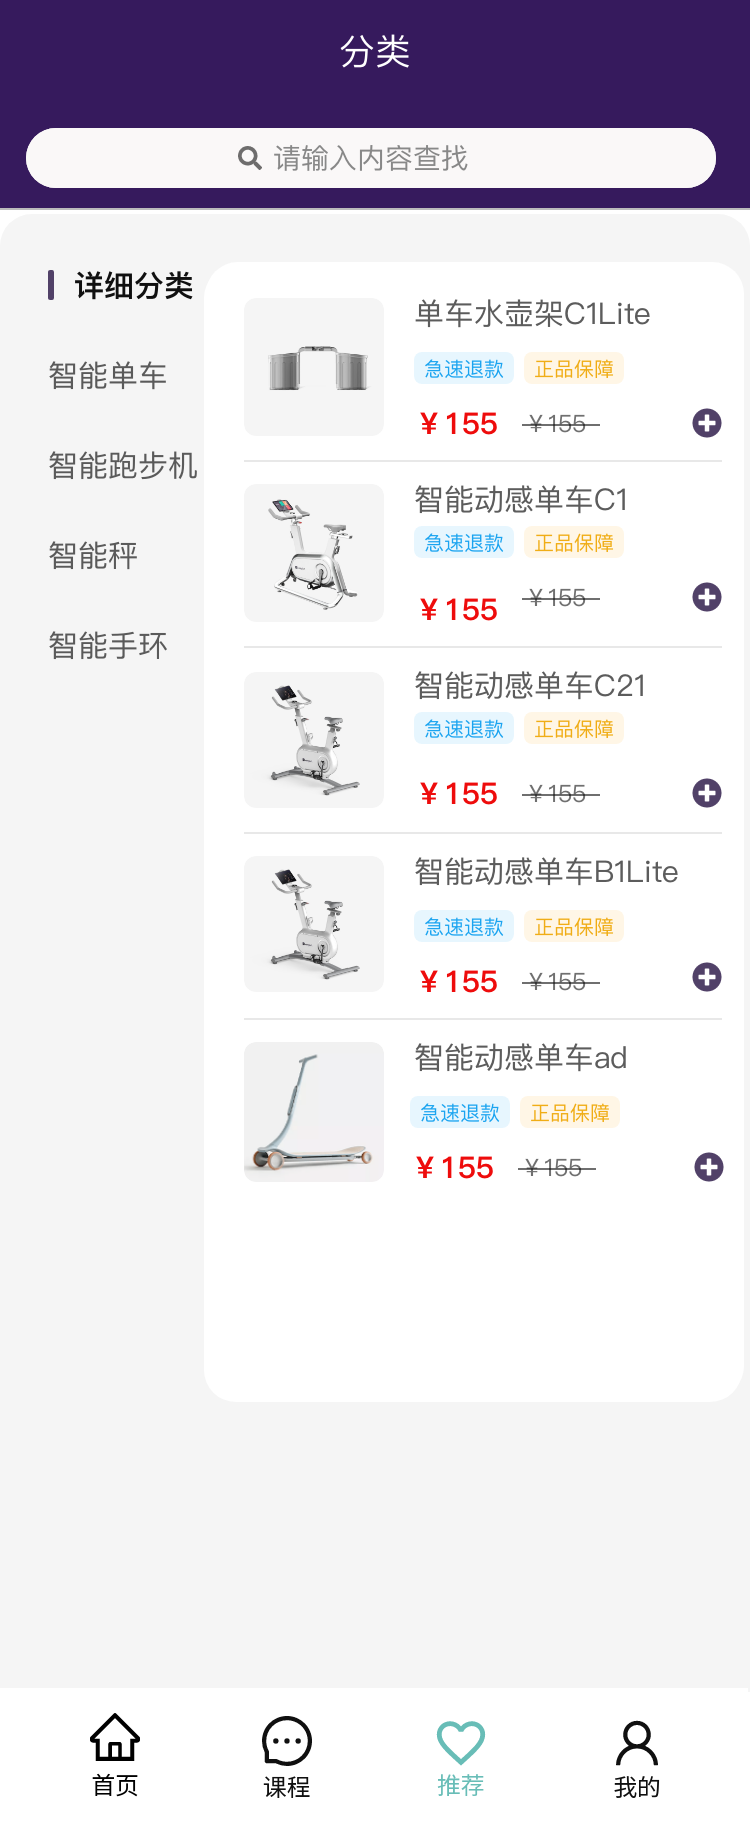 分类
请输入内容查找
详细分类
智能单车
智能跑步机
智能秤
智能手环
单车水壶架C1Lite
急速退款 正品保障
¥155 ¥155
智能动感单车C1
急速退款 正品保障
¥155 ¥155
智能动感单车C21
急速退款 正品保障
¥155 ¥155
智能动感单车B1Lite
急速退款 正品保障
¥155 ¥155
智能动感单车ad
急速退款 正品保障
¥155 ¥155
首页 课程 推荐 我的